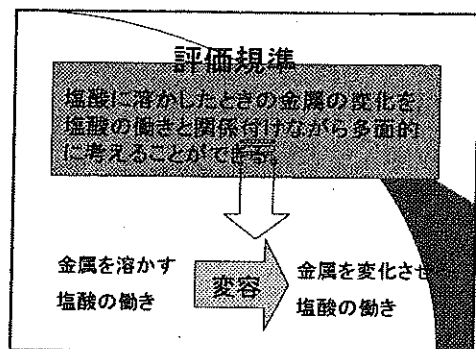 評価規準
塩酸に溶かしたときの金属の変化を
塩酸の働きと関係付けながら多面的
に考えることができる。
金属を溶かす
塩酸の働き
変容
金属を変化させ
塩酸の働き